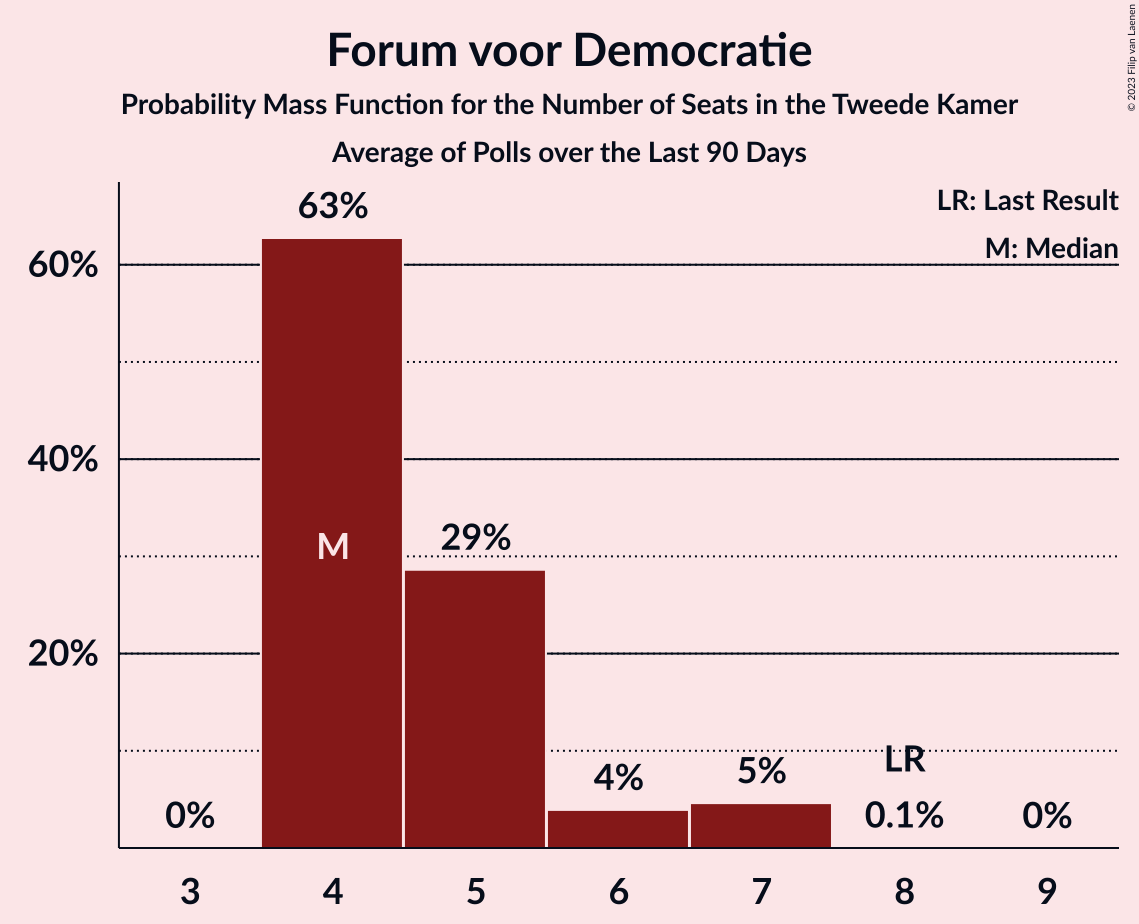 Forum voor Democratie
Probability Mass Function for the Number of Seats in the Tweede Kamer
Average of Polls over the Last 90 Days
© 2023 Filip van Laenen
LR: Last Result
M: Median
63%
60%
40%
M
29%
20%
LR
4%
5%
0%
0.1%
0%
3 4 5 6 7 8 9